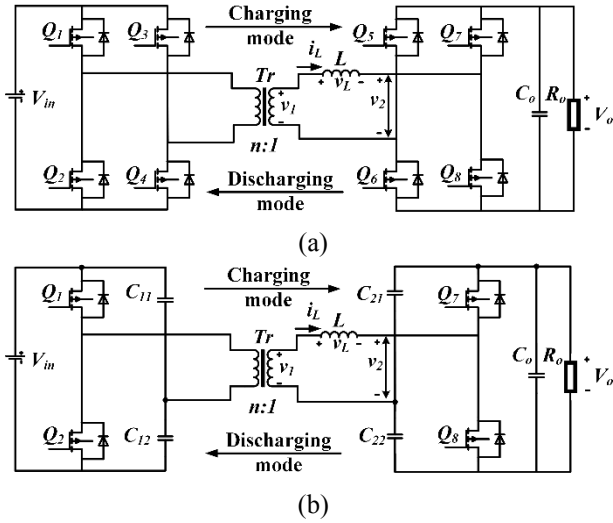 Q1 Q3 Charging mode Q5 Q7
iL L
Vin Tr v1 + vL - + v2 - Co Ro + Vo -
n:1
Q2 Q4 Discharging mode Q6 Q8
(a)
Q1 C11 Charging mode C21 Q7
iL L
Vin Tr + v1 - + vL - + v2 - Co Ro + Vo -
n:1
Q2 C12 Discharging mode C22 Q8
(b)